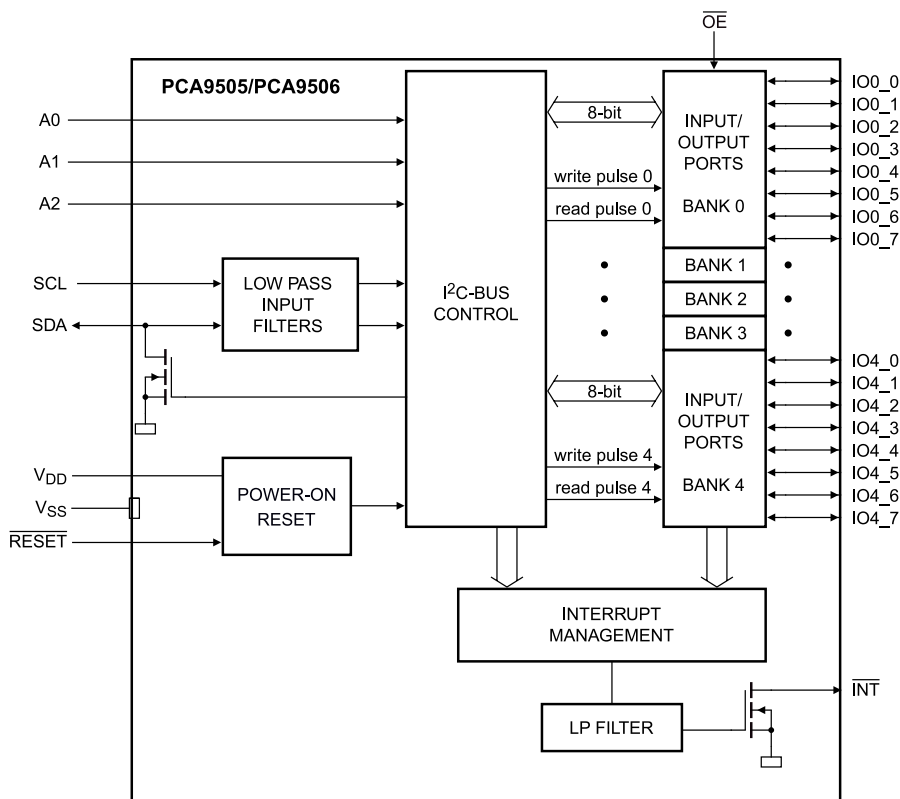 OE
PCA9505/PCA9506
A0
A1
A2
SCL
SDA
VDD
VSS
RESET
LOW PASS
INPUT
FILTERS
POWER-ON
RESET
I²C-BUS
CONTROL
8-bit
write pulse 0
read pulse 0
8-bit
write pulse 4
read pulse 4
INPUT/
OUTPUT
PORTS
BANK 0
BANK 1
BANK 2
BANK 3
INPUT/
OUTPUT
PORTS
BANK 4
IO0_0
IO0_1
IO0_2
IO0_3
IO0_4
IO0_5
IO0_6
IO0_7
IO4_0
IO4_1
IO4_2
IO4_3
IO4_4
IO4_5
IO4_6
IO4_7
INTERRUPT
MANAGEMENT
LP FILTER
INT